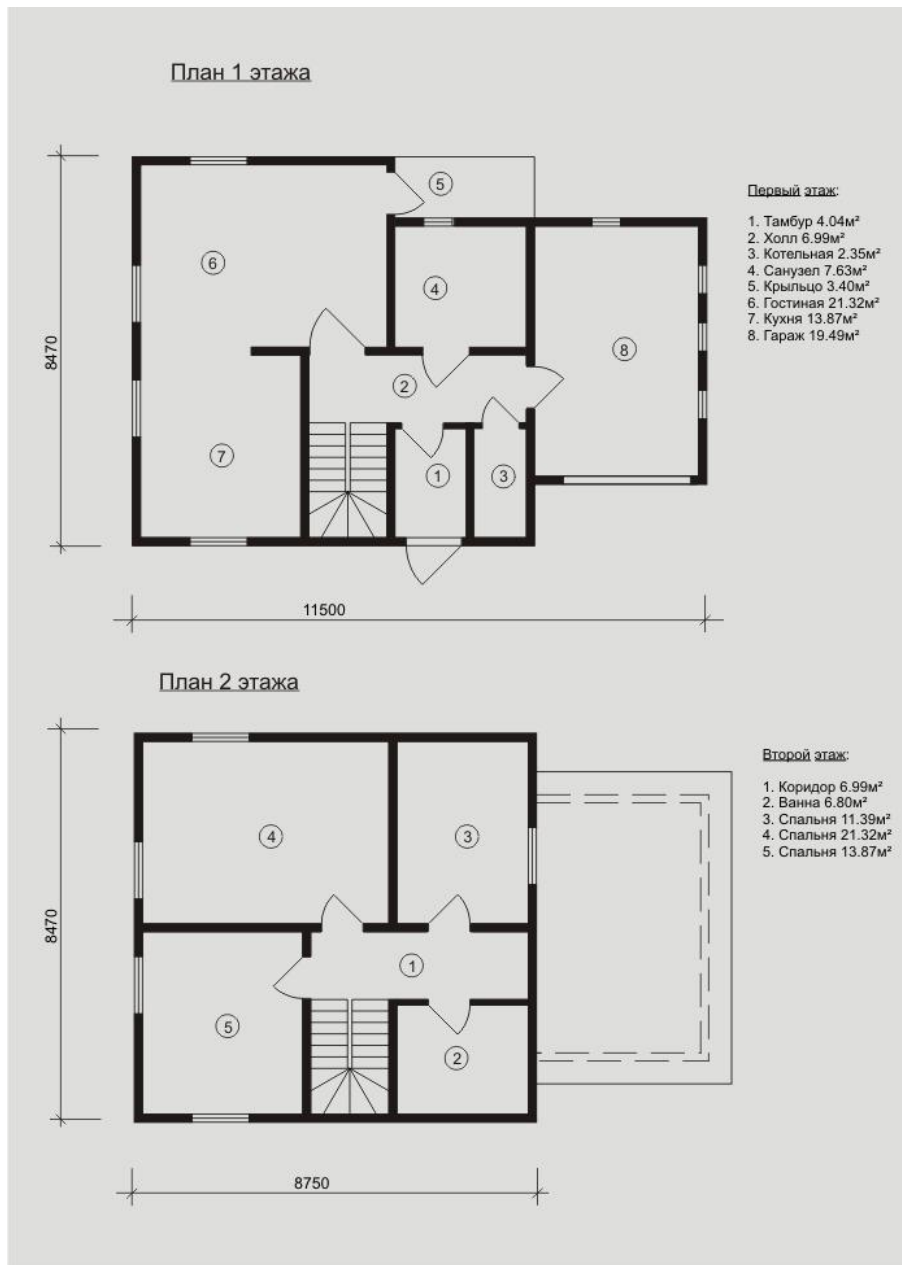 План 1 этажа
5
6
4
8
2
7
1
3
8470
11500
Первый этаж:
1. Тамбур 4.04м²
2. Холл 6.99м²
3. Котельная 2.35м²
4. Санузел 7.63м²
5. Крыльцо 3.40м²
6. Гостиная 21.32м²
7. Кухня 13.87м²
8. Гараж 19.49м²
План 2 этажа
4
3
1
5
2
8470
8750
Второй этаж:
1. Коридор 6.99м²
2. Ванна 6.80м²
3. Спальня 11.39м²
4. Спальня 21.32м²
5. Спальня 13.87м²